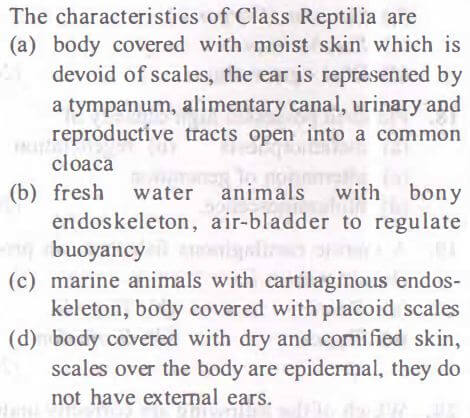 The characteristics of Class Reptilia are
(a) body covered with moist skin which is
devoid of scales, the ear is represented by
a tympanum, alimentary canal, urinary and
reproductive tracts open into a common
cloaca
(b) fresh water animals with bony
endoskeleton, air-bladder to regulate
buoyancy
(c) marine animals with cartilaginous endos-
keleton, body covered with placoid scales
(d) body covered with dry and cornified skin,
scales over the body are epidermal, they do
not have external ears.